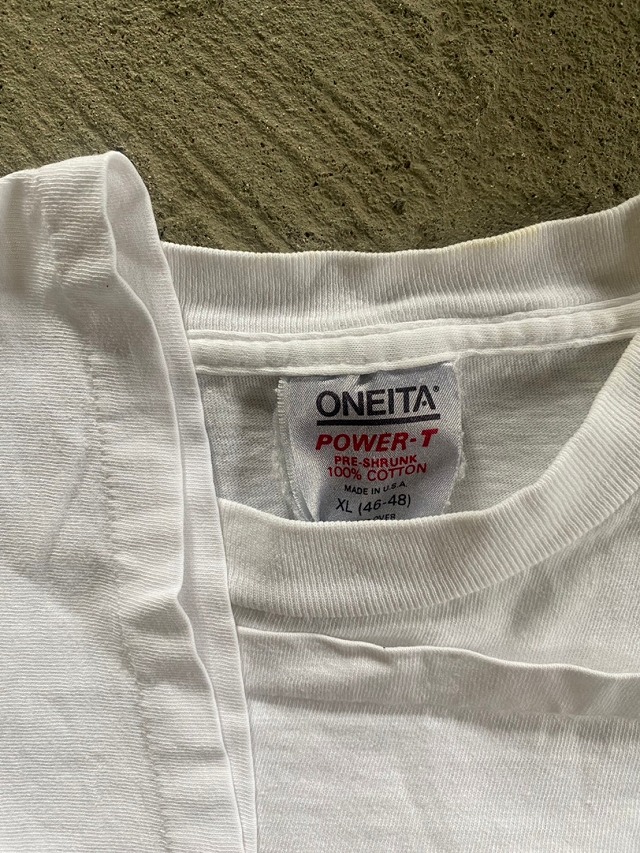 ONEITA®
POWER-T
PRE-SHRUNK
100% COTTON
MADE IN U.S.A.
XL (46-48)